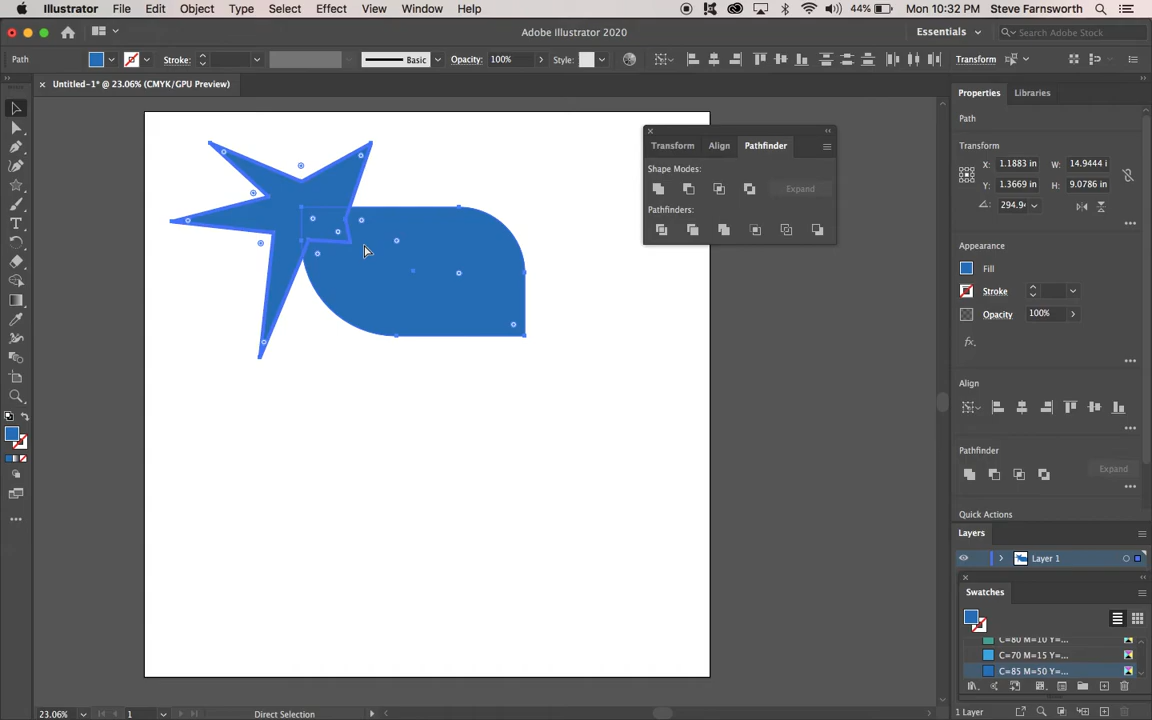 Illustrator File Edit Object Type Select Effect View Window Help 44% Mon 10:32 PM Steve Farnsworth
Adobe Illustrator 2020 Essentials Search Adobe Stock
Path Stroke: Basic Opacity: 100% Style: Transform
Untitled-1* @ 23.06% (CMYK/GPU Preview)
Transform Align Pathfinder
Shape Modes:
Expand
Pathfinders:
Properties Libraries
Path
Transform
X: 1.1883 in W: 14.9444 i
Y: 1.3669 in H: 9.0786 in
294.9
Appearance
Fill
Stroke
Opacity 100%
fx.
Align
Pathfinder
Expand
Quick Actions
Layers
Layer 1
Swatches
C=80 M=10 Y=...
C=70 M=15 Y=...
C=85 M=50 Y=...
1 Layer
23.06% 1 Direct Selection